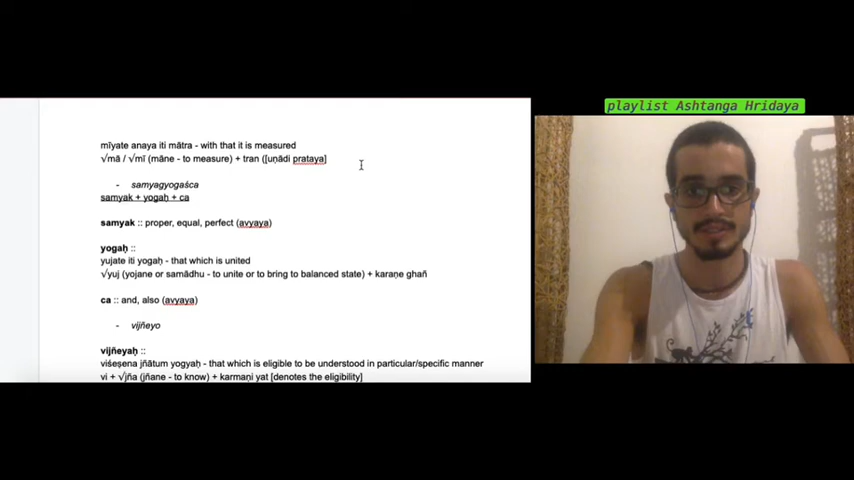 playlist Ashtanga Hridaya
mīyate anaya iti mātra - with that it is measured
√mā / √mī (māne - to measure) + tran ([uṇādi prataya]
- samyagyogaśca
samyak + yogaḥ + ca
samyak :: proper, equal, perfect (avyaya)
yogaḥ ::
yujate iti yogaḥ - that which is united
√yuj (yojane or samādhu - to unite or to bring to balanced state) + karaṇe ghañ
ca :: and, also (avyaya)
- vijñeyo
vijñeyaḥ ::
viśeṣena jñātum yogyaḥ - that which is eligible to be understood in particular/specific manner
vi + √jña (jñane - to know) + karmaṇi yat [denotes the eligibility]